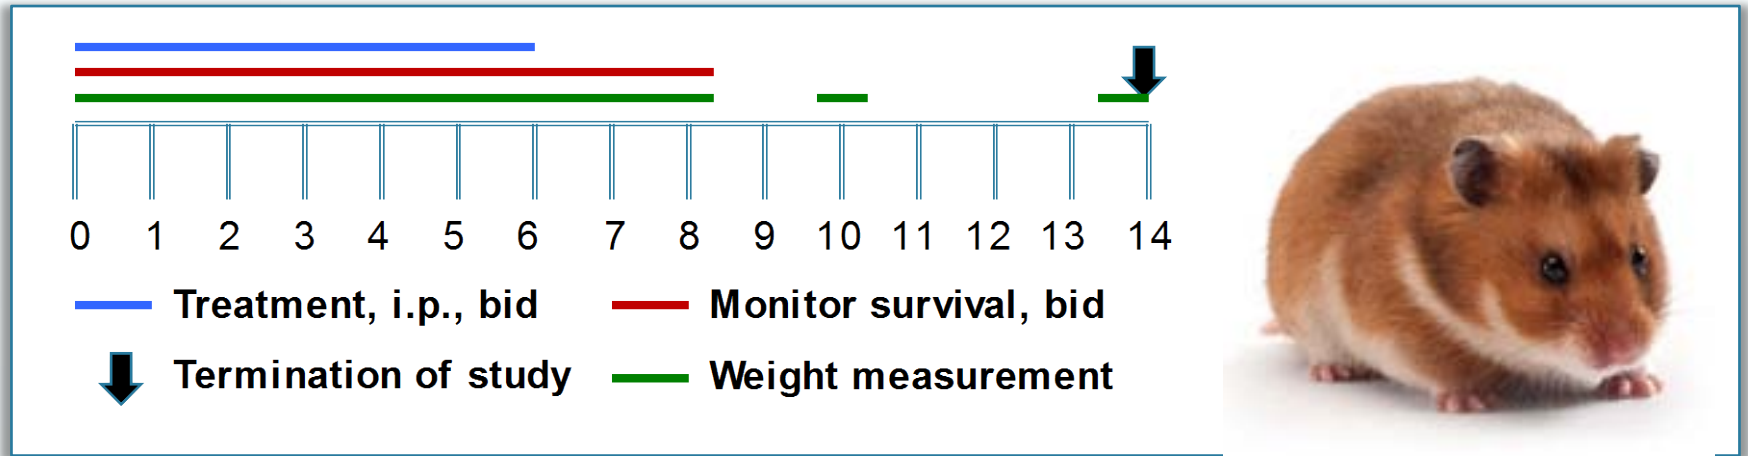 0 1 2 3 4 5 6 7 8 9 10 11 12 13 14
Treatment, i.p., bid Monitor survival, bid
Termination of study Weight measurement